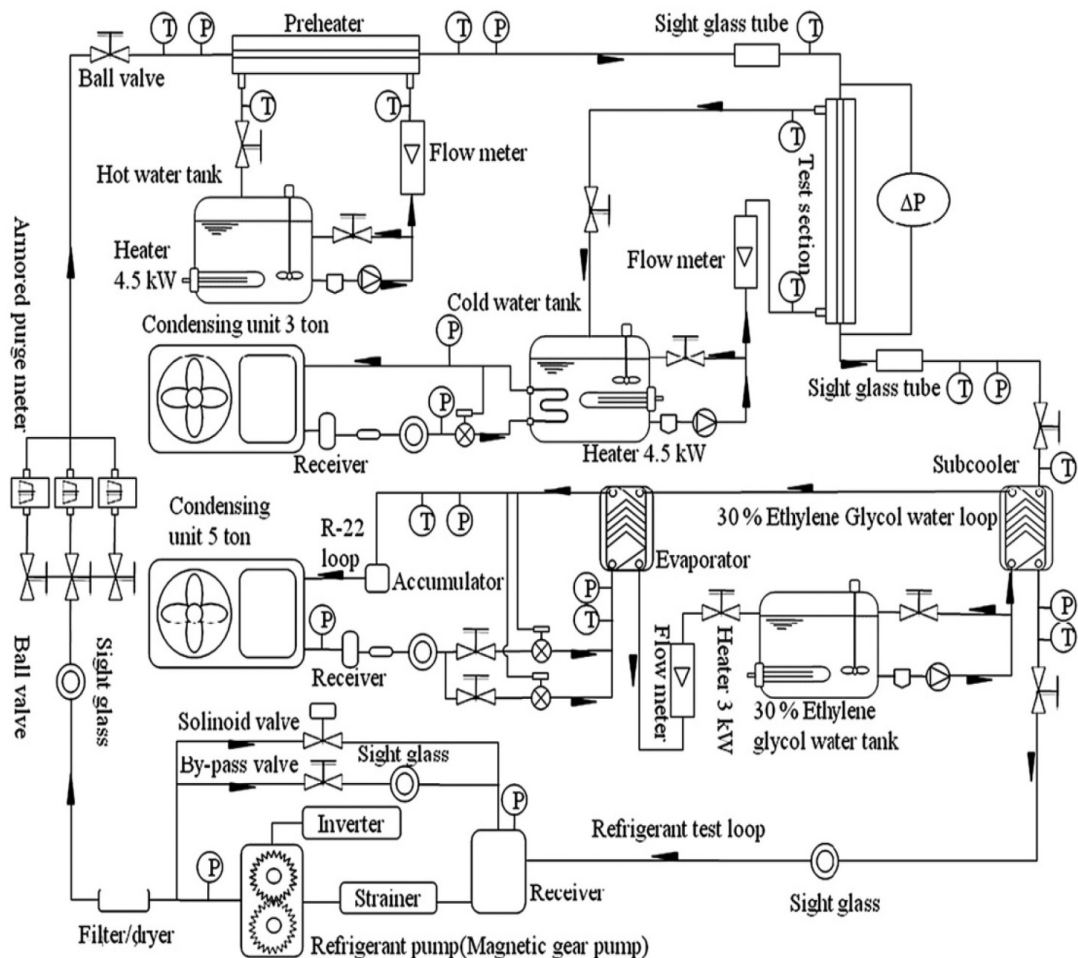 Preheater
Sight glass tube
T
P
T
P
T
Ball valve
T
T
T
Flow meter
Hot water tank
Test section
ΔP
Armored purge meter
Heater
4.5 kW
Flow meter
T
Cold water tank
Condensing unit 3 ton
P
P
Sight glass tube
T
P
Receiver
Heater 4.5 kW
Subcooler
T
Condensing
unit 5 ton
T
P
30 % Ethylene Glycol water loop
R-22
loop
Evaporator
Accumulator
P
T
P
T
P
Receiver
Flow meter
Heater 3 kW
Ball valve
Sight glass
30 % Ethylene
glycol water tank
Solinoid valve
Sight glass
By-pass valve
P
Inverter
Refrigerant test loop
P
Strainer
Receiver
Sight glass
Filter/dryer
Refrigerant pump(Magnetic gear pump)